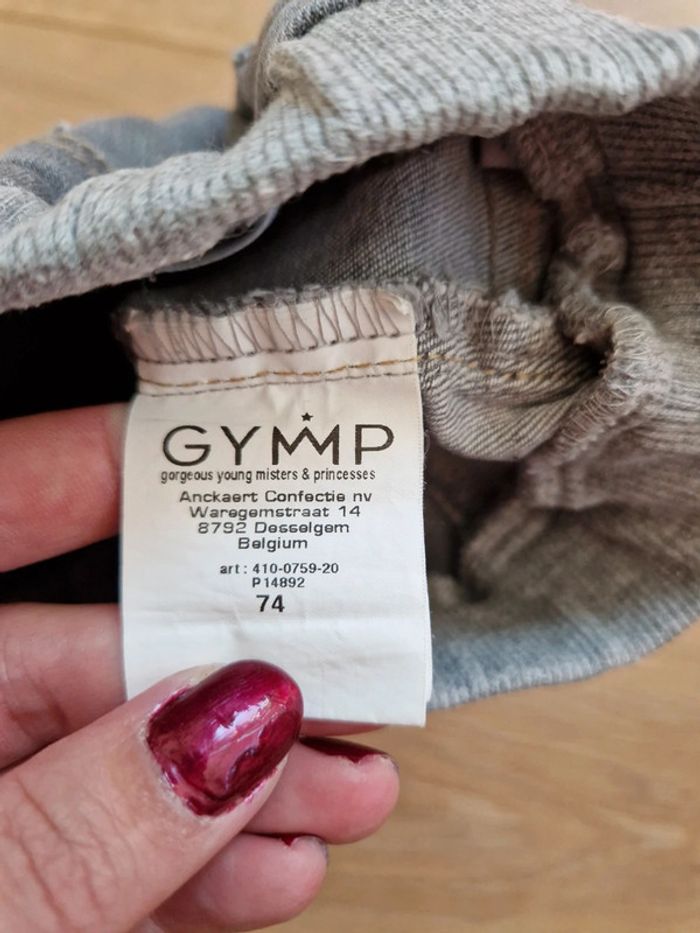 GYMP
gorgeous young misters & princesses
Anckaert Confectie nv
Waregemstraat 14
8792 Desselgem
Belgium
art : 410-0759-20
P14892
74